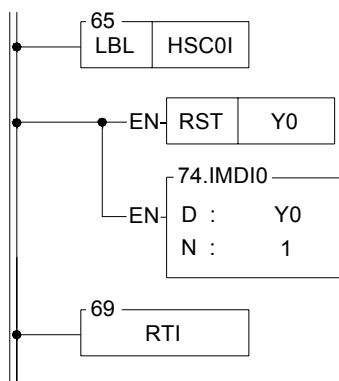 65
LBL HSC0I
EN RST Y0
74.IMDI0
EN D : Y0
N : 1
69
RTI